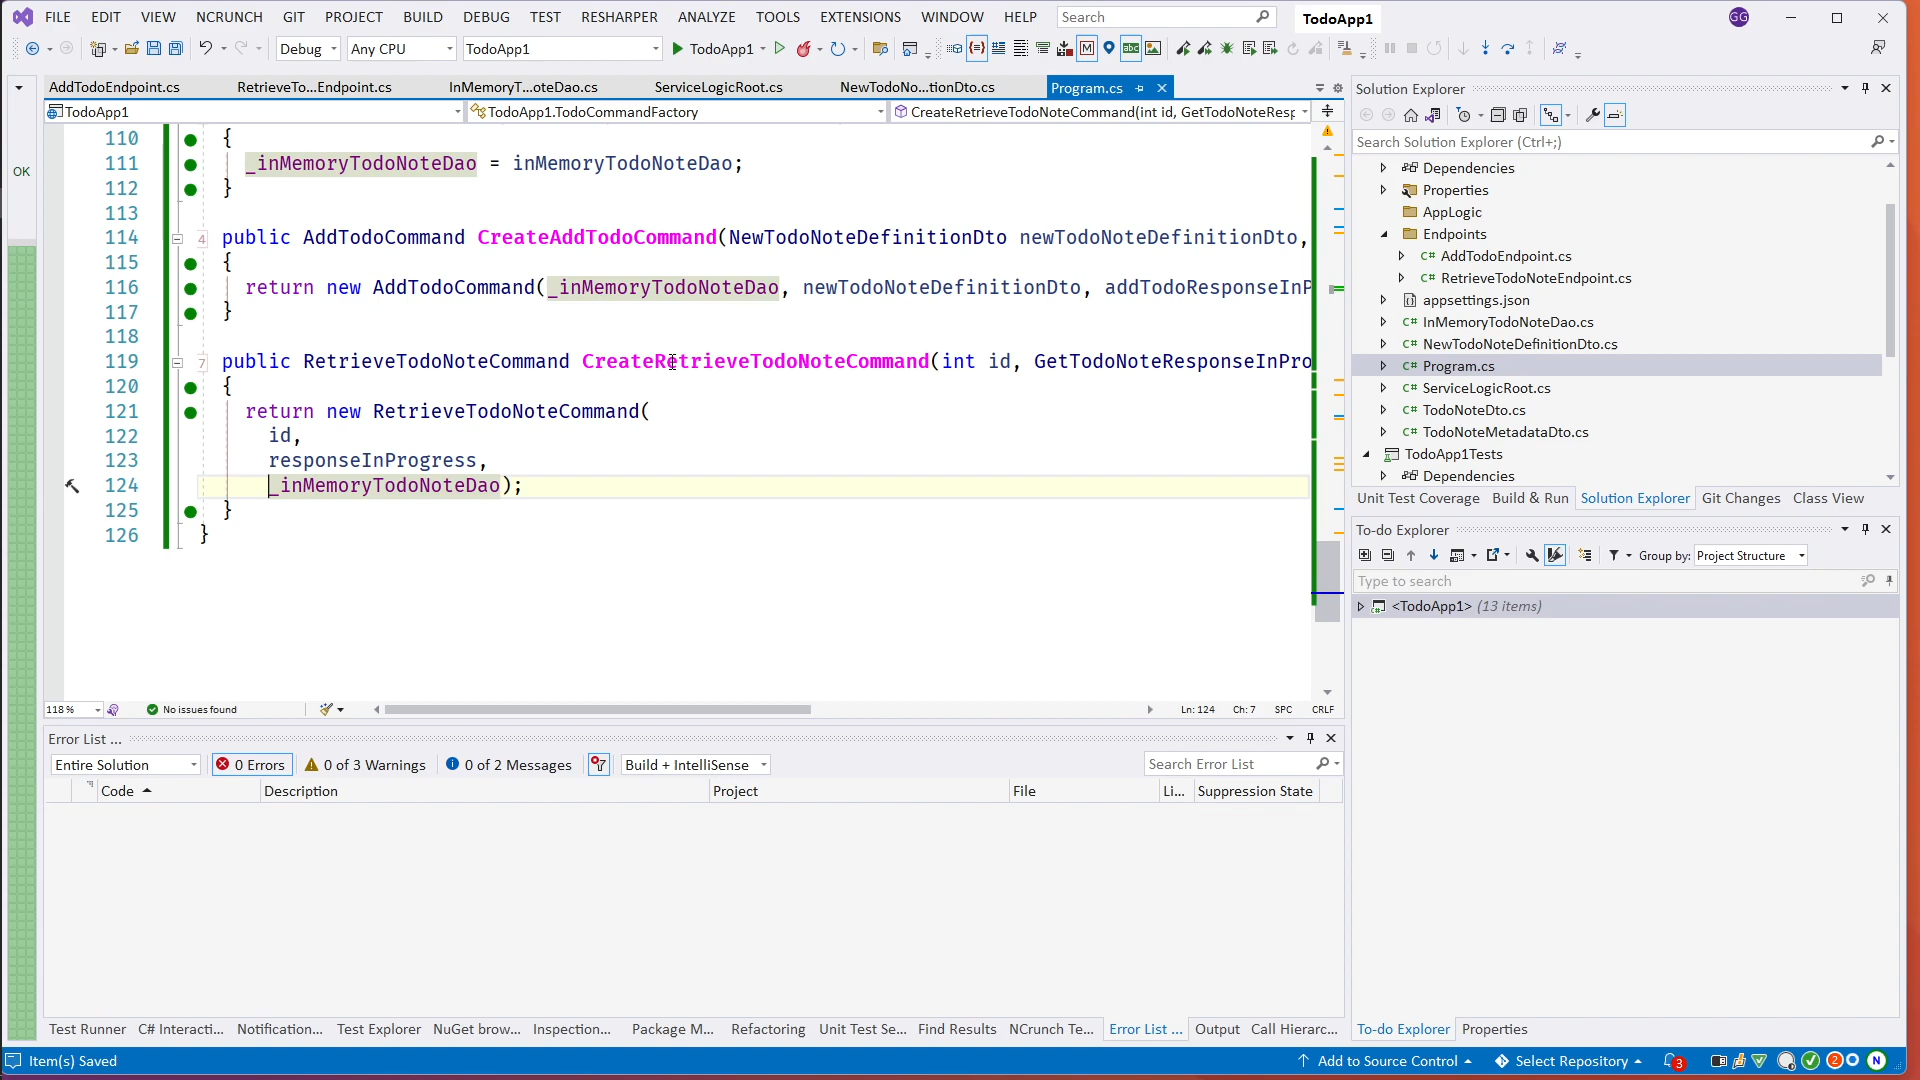 FILE EDIT VIEW NCRUNCH GIT PROJECT BUILD DEBUG TEST RESHARPER ANALYZE TOOLS EXTENSIONS WINDOW HELP Search TodoApp1 GG
Debug Any CPU TodoApp1 TodoApp1
AddTodoEndpoint.cs RetrieveTo...Endpoint.cs InMemoryT...oteDao.cs ServiceLogicRoot.cs NewTodoNo...tionDto.cs Program.cs
TodoApp1 TodoApp1.TodoCommandFactory CreateRetrieveTodoNoteCommand(int id, GetTodoNoteResp
OK
110 {
111 _inMemoryTodoNoteDao = inMemoryTodoNoteDao;
112 }
113
114 4 public AddTodoCommand CreateAddTodoCommand(NewTodoNoteDefinitionDto newTodoNoteDefinitionDto,
115 {
116 return new AddTodoCommand(_inMemoryTodoNoteDao, newTodoNoteDefinitionDto, addTodoResponseInP
117 }
118
119 7 public RetrieveTodoNoteCommand CreateRetrieveTodoNoteCommand(int id, GetTodoNoteResponseInPro
120 {
121 return new RetrieveTodoNoteCommand(
122 id,
123 responseInProgress,
124 _inMemoryTodoNoteDao);
125 }
126 }
118 % No issues found Ln: 124 Ch: 7 SPC CRLF
Error List ...
Entire Solution 0 Errors 0 of 3 Warnings 0 of 2 Messages Build + IntelliSense Search Error List
Code Description Project File Li... Suppression State
Test Runner C# Interacti... Notification... Test Explorer NuGet brow... Inspection... Package M... Refactoring Unit Test Se... Find Results NCrunch Te... Error List ... Output Call Hierarc...
Solution Explorer
Search Solution Explorer (Ctrl+;)
Dependencies
Properties
AppLogic
Endpoints
C# AddTodoEndpoint.cs
C# RetrieveTodoNoteEndpoint.cs
appsettings.json
C# InMemoryTodoNoteDao.cs
C# NewTodoNoteDefinitionDto.cs
C# Program.cs
C# ServiceLogicRoot.cs
C# TodoNoteDto.cs
C# TodoNoteMetadataDto.cs
TodoApp1Tests
Dependencies
Unit Test Coverage Build & Run Solution Explorer Git Changes Class View
To-do Explorer
Group by: Project Structure
Type to search
<TodoApp1> (13 items)
To-do Explorer Properties
Item(s) Saved Add to Source Control Select Repository 3 2 N